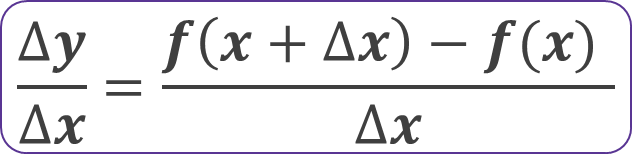 Δy/Δx = f(x + Δx) − f(x)/Δx